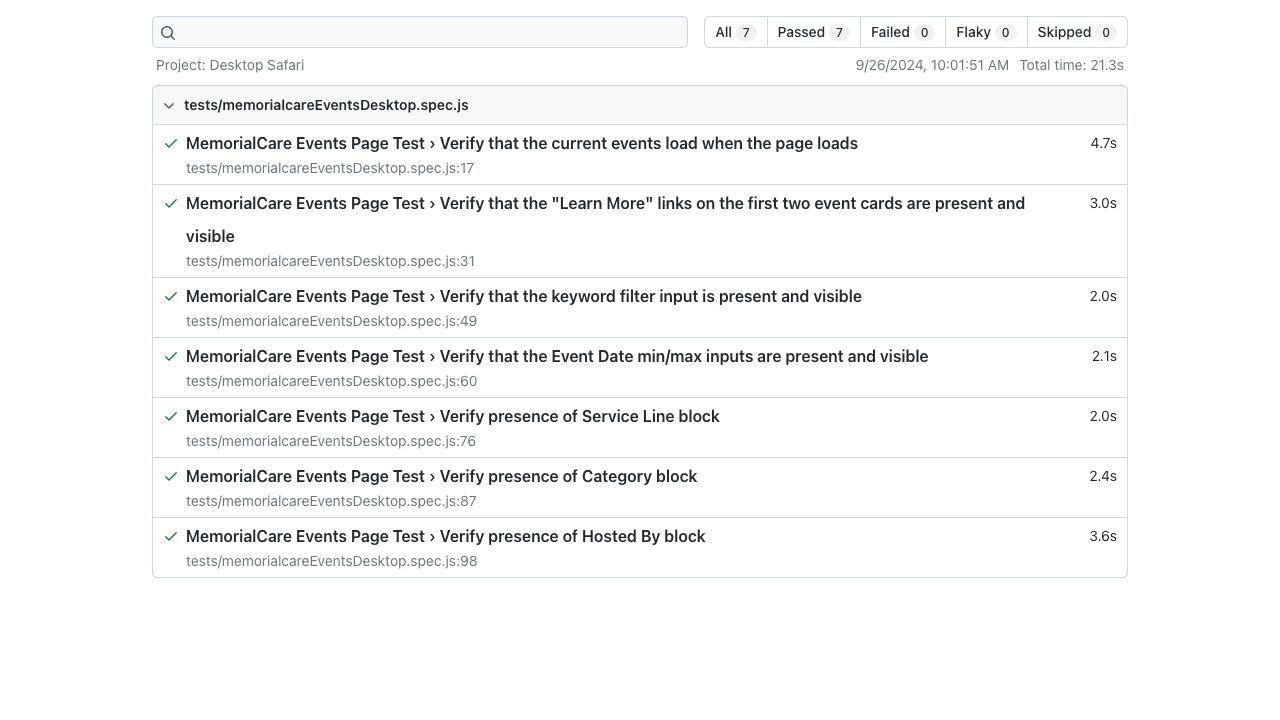 All 7 Passed 7 Failed 0 Flaky 0 Skipped 0
Project: Desktop Safari 9/26/2024, 10:01:51 AM Total time: 21.3s
tests/memorialcareEventsDesktop.spec.js
MemorialCare Events Page Test › Verify that the current events load when the page loads 4.7s
tests/memorialcareEventsDesktop.spec.js:17
MemorialCare Events Page Test › Verify that the "Learn More" links on the first two event cards are present and 3.0s
visible
tests/memorialcareEventsDesktop.spec.js:31
MemorialCare Events Page Test › Verify that the keyword filter input is present and visible 2.0s
tests/memorialcareEventsDesktop.spec.js:49
MemorialCare Events Page Test › Verify that the Event Date min/max inputs are present and visible 2.1s
tests/memorialcareEventsDesktop.spec.js:60
MemorialCare Events Page Test › Verify presence of Service Line block 2.0s
tests/memorialcareEventsDesktop.spec.js:76
MemorialCare Events Page Test › Verify presence of Category block 2.4s
tests/memorialcareEventsDesktop.spec.js:87
MemorialCare Events Page Test › Verify presence of Hosted By block 3.6s
tests/memorialcareEventsDesktop.spec.js:98